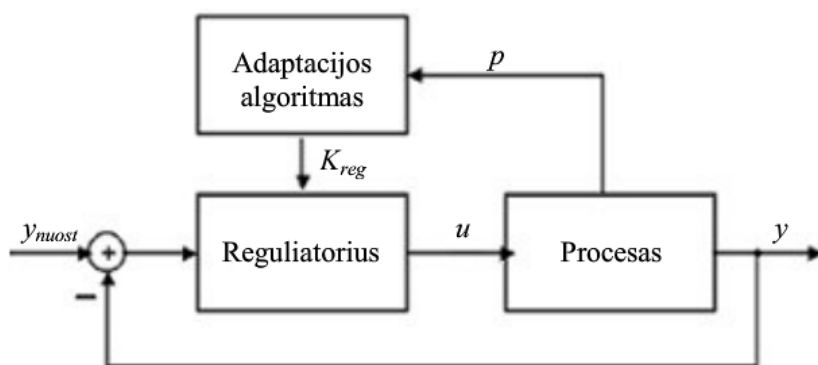 Adaptacijos
algoritmas
p
K_reg
y_nuost
+
Reguliatorius
u
Procesas
y
−